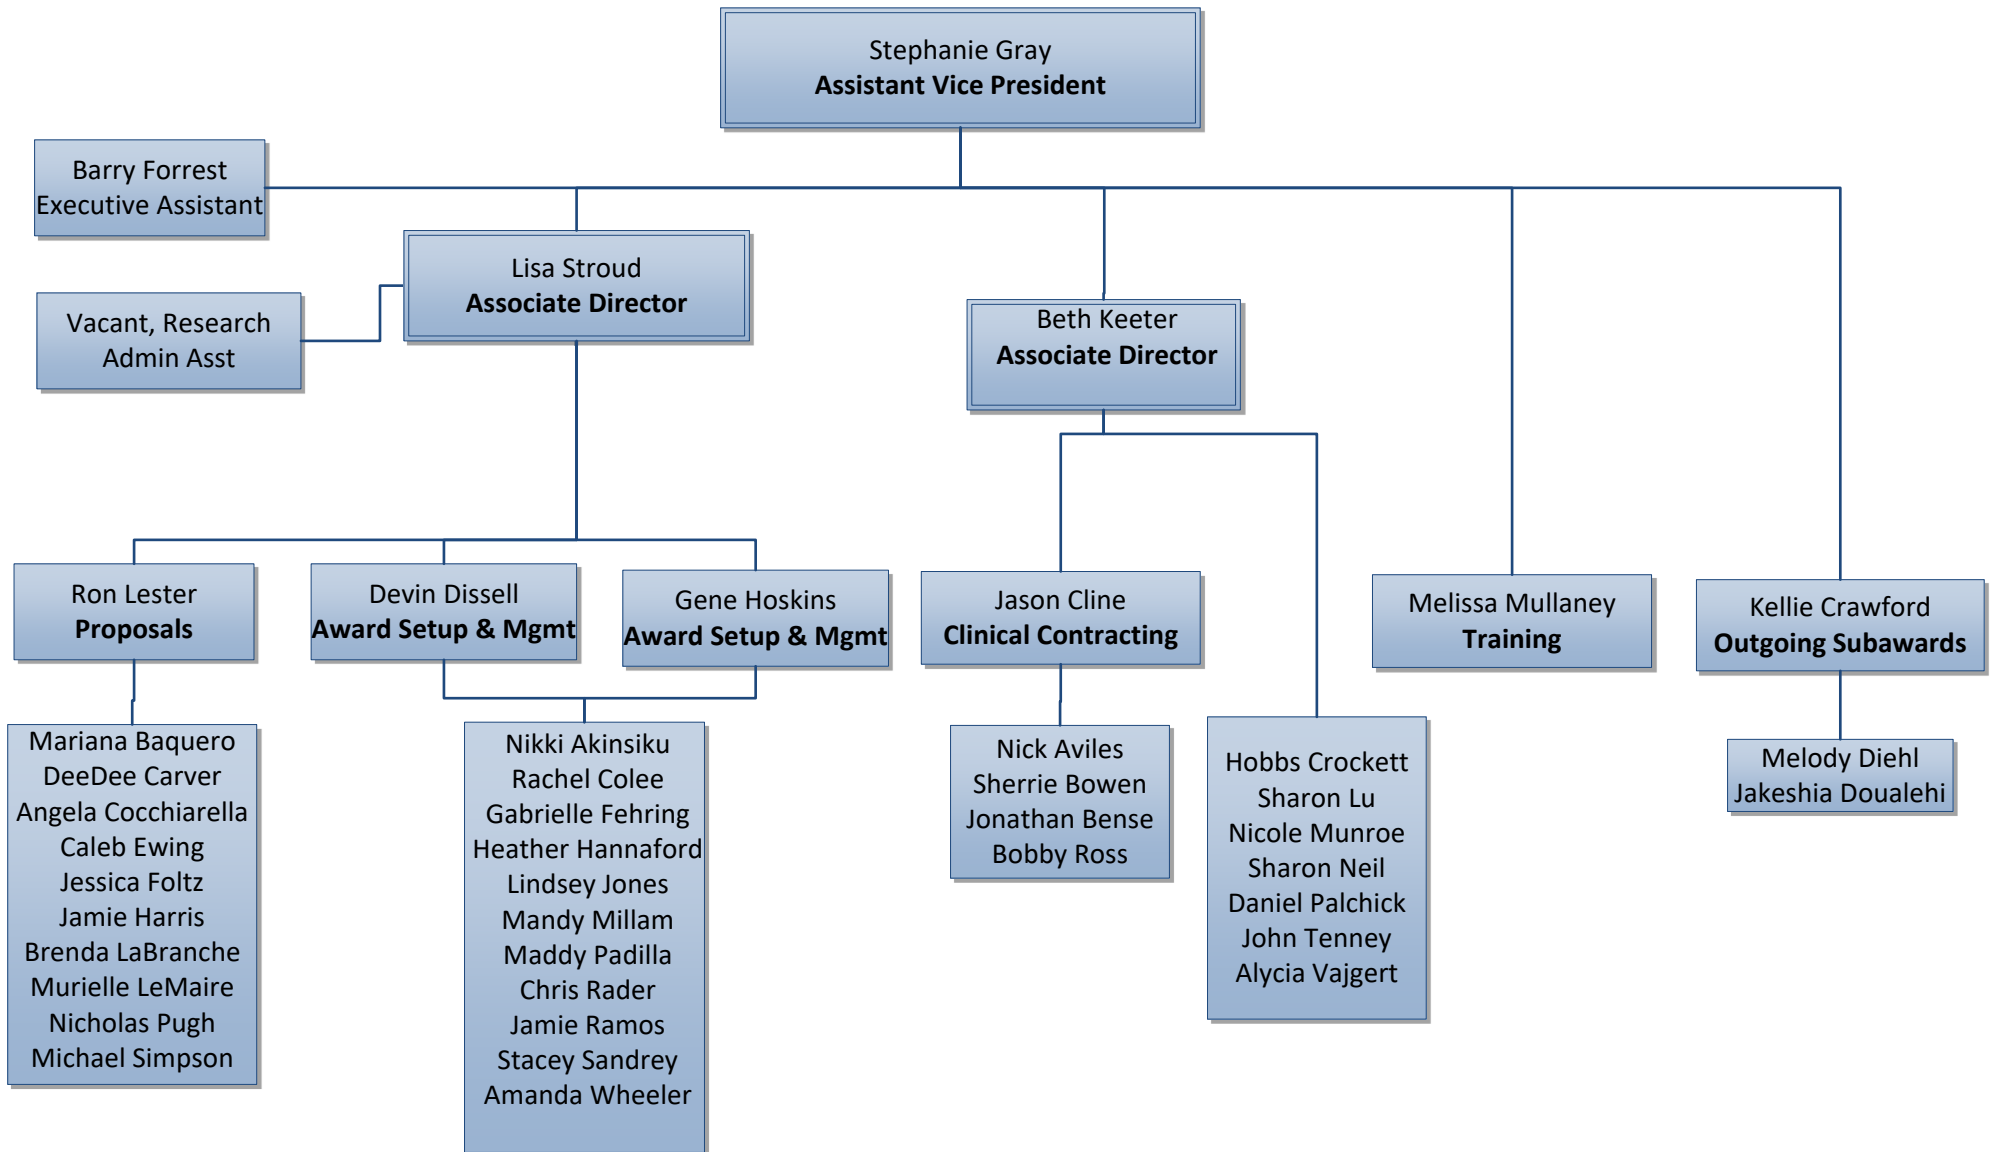 Stephanie Gray
Assistant Vice President
Barry Forrest
Executive Assistant
Lisa Stroud
Associate Director
Vacant, Research
Admin Asst
Beth Keeter
Associate Director
Ron Lester
Proposals
Devin Dissell
Award Setup & Mgmt
Gene Hoskins
Award Setup & Mgmt
Jason Cline
Clinical Contracting
Melissa Mullaney
Training
Kellie Crawford
Outgoing Subawards
Mariana Baquero
DeeDee Carver
Angela Cocchiarella
Caleb Ewing
Jessica Foltz
Jamie Harris
Brenda LaBranche
Murielle LeMaire
Nicholas Pugh
Michael Simpson
Nikki Akinsiku
Rachel Colee
Gabrielle Fehring
Heather Hannaford
Lindsey Jones
Mandy Millam
Maddy Padilla
Chris Rader
Jamie Ramos
Stacey Sandrey
Amanda Wheeler
Nick Aviles
Sherrie Bowen
Jonathan Bense
Bobby Ross
Hobbs Crockett
Sharon Lu
Nicole Munroe
Sharon Neil
Daniel Palchick
John Tenney
Alycia Vajgert
Melody Diehl
Jakeshia Doualehi